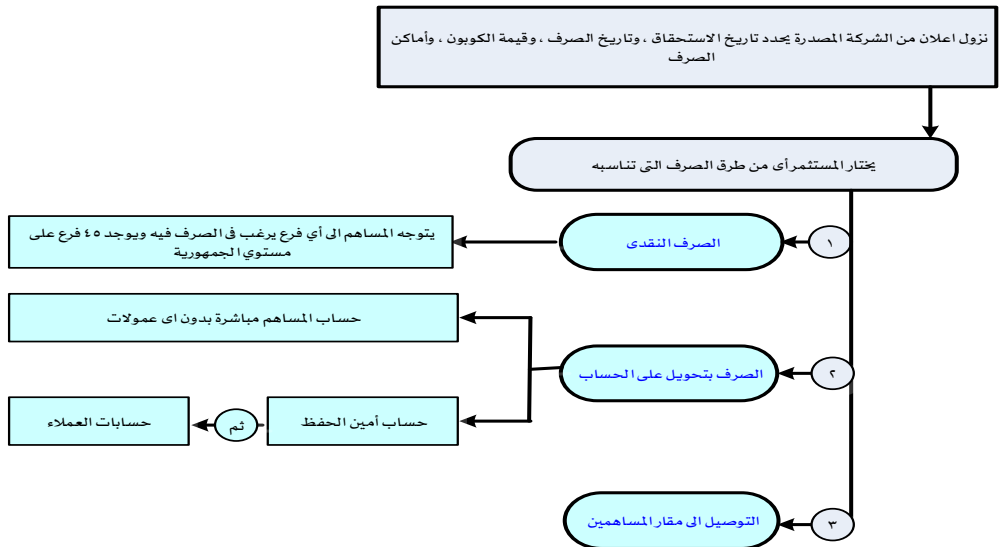 نزول اعلان من الشركة المصدرة يحدد تاريخ الاستحقاق ، وتاريخ الصرف ، وقيمة الكوبون ، وأماكن
الصرف
يختار المستثمر أى من طرق الصرف التى تناسبه
١
الصرف النقدى
يتوجه المساهم الى أي فرع يرغب فى الصرف فيه ويوجد ٤٥ فرع على
مستوي الجمهورية
٢
الصرف بتحويل على الحساب
حساب المساهم مباشرة بدون اى عمولات
حساب أمين الحفظ
ثم
حسابات العملاء
٣
التوصيل الى مقار المساهمين